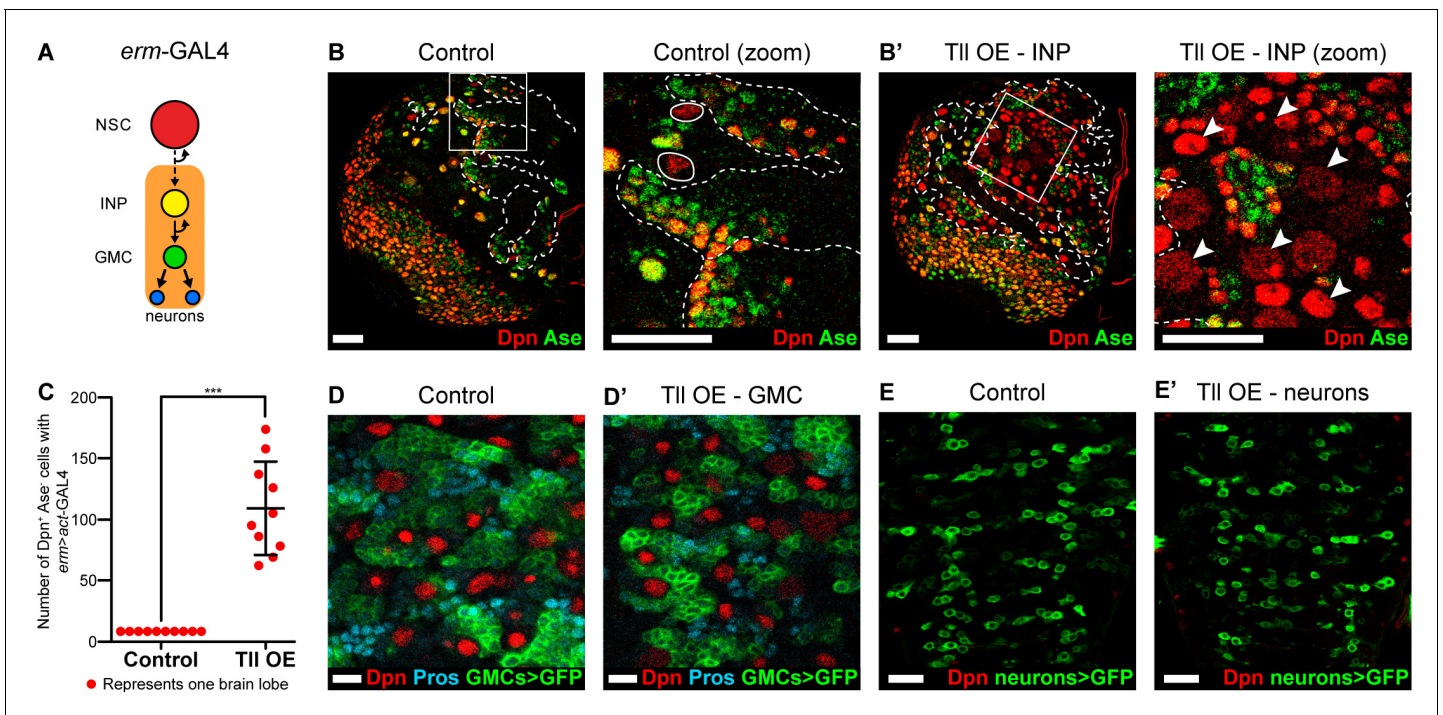 A
erm-GAL4
NSC
INP
GMC
neurons
B
Control
Dpn Ase
Control (zoom)
Dpn Ase
B'
Tll OE - INP
Dpn Ase
Tll OE - INP (zoom)
Dpn Ase
C
Number of Dpn⁺ Ase⁻ cells with
erm>act-GAL4
200
150
100
50
0
***
Control
Tll OE
Represents one brain lobe
D
Control
Dpn Pros GMCs>GFP
D'
Tll OE - GMC
Dpn Pros GMCs>GFP
E
Control
Dpn neurons>GFP
E'
Tll OE - neurons
Dpn neurons>GFP